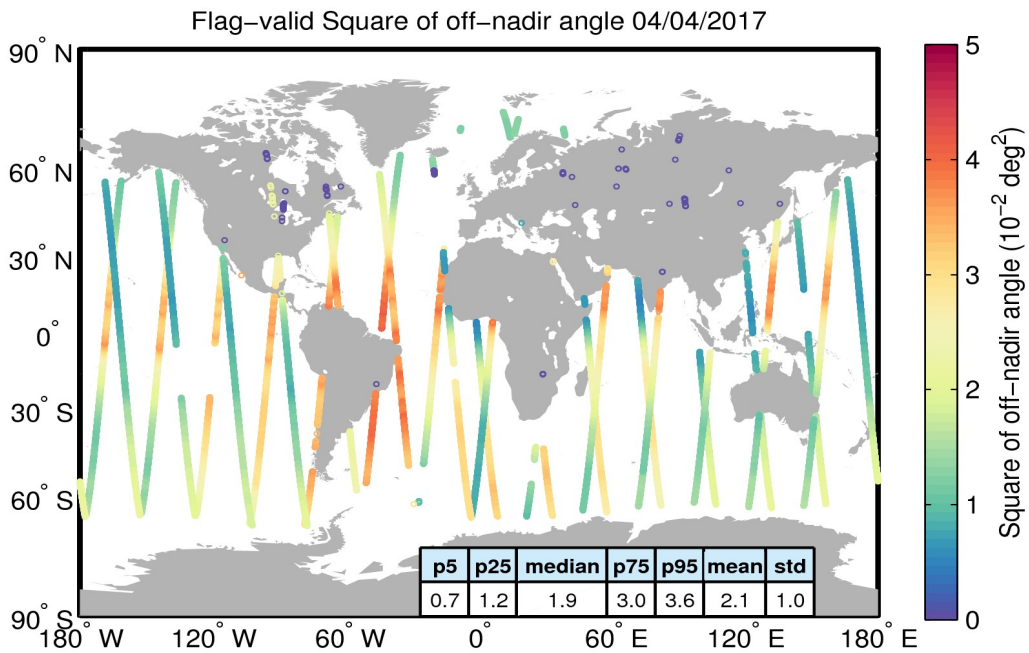 Flag−valid Square of off−nadir angle 04/04/2017
90° N
60° N
30° N
0°
30° S
60° S
90° S
180° W
120° W
60° W
0°
60° E
120° E
180° E
p5 p25 median p75 p95 mean std
0.7 1.2 1.9 3.0 3.6 2.1 1.0
5
4
3
2
1
0
Square of off−nadir angle (10⁻² deg²)